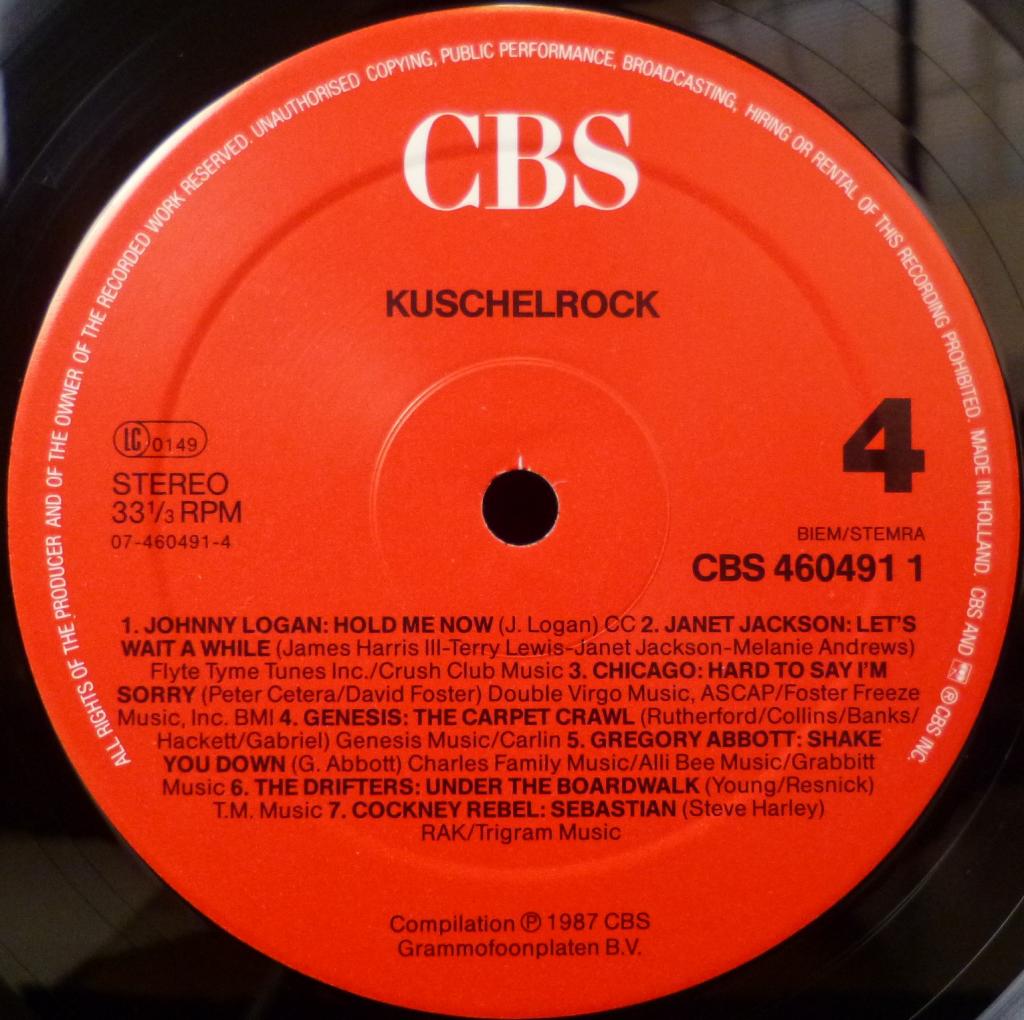 ALL RIGHTS OF THE PRODUCER AND OF THE OWNER OF THE RECORDED WORK RESERVED. UNAUTHORISED COPYING, PUBLIC PERFORMANCE, BROADCASTING, HIRING OR RENTAL OF THIS RECORDING PROHIBITED. MADE IN HOLLAND. CBS AND ® CBS INC.
CBS
KUSCHELROCK
4
LC 0149
STEREO
33 1/3 RPM
07-460491-4
BIEM/STEMRA
CBS 460491 1
1. JOHNNY LOGAN: HOLD ME NOW (J. Logan) CC 2. JANET JACKSON: LET'S
WAIT A WHILE (James Harris III-Terry Lewis-Janet Jackson-Melanie Andrews)
Flyte Tyme Tunes Inc./Crush Club Music 3. CHICAGO: HARD TO SAY I'M
SORRY (Peter Cetera/David Foster) Double Virgo Music, ASCAP/Foster Freeze
Music, Inc. BMI 4. GENESIS: THE CARPET CRAWL (Rutherford/Collins/Banks/
Hackett/Gabriel) Genesis Music/Carlin 5. GREGORY ABBOTT: SHAKE
YOU DOWN (G. Abbott) Charles Family Music/Alli Bee Music/Grabbitt
Music 6. THE DRIFTERS: UNDER THE BOARDWALK (Young/Resnick)
T.M. Music 7. COCKNEY REBEL: SEBASTIAN (Steve Harley)
RAK/Trigram Music
Compilation ℗ 1987 CBS
Grammofoonplaten B.V.